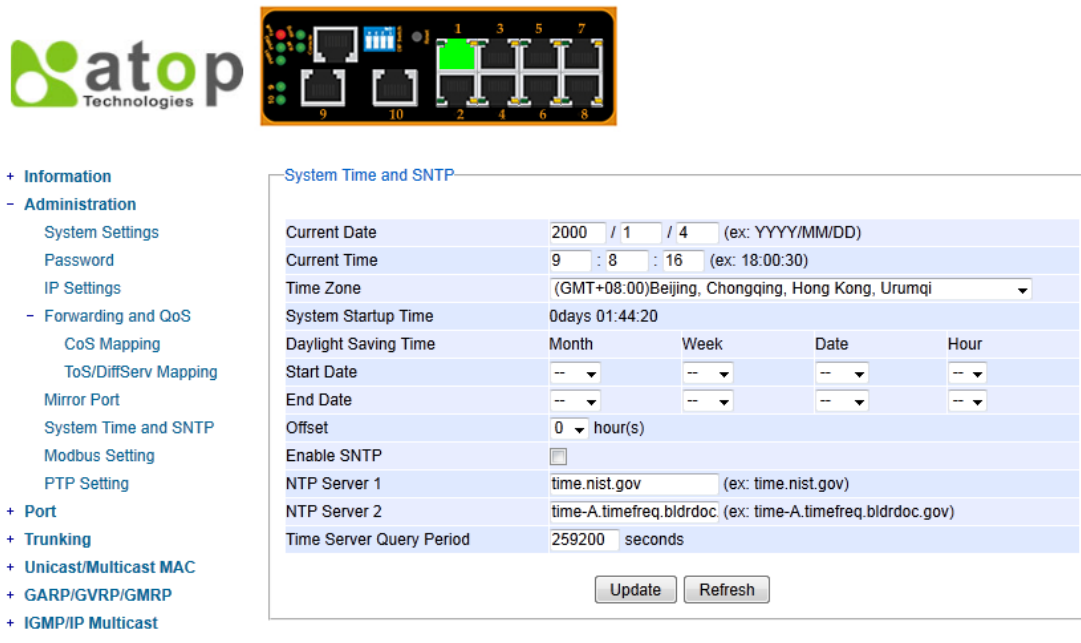 atop
Technologies
1 3 5 7
9 10 2 4 6 8
+ Information
- Administration
System Settings
Password
IP Settings
- Forwarding and QoS
CoS Mapping
ToS/DiffServ Mapping
Mirror Port
System Time and SNTP
Modbus Setting
PTP Setting
+ Port
+ Trunking
+ Unicast/Multicast MAC
+ GARP/GVRP/GMRP
+ IGMP/IP Multicast
System Time and SNTP
Current Date 2000 / 1 / 4 (ex: YYYY/MM/DD)
Current Time 9 : 8 : 16 (ex: 18:00:30)
Time Zone (GMT+08:00)Beijing, Chongqing, Hong Kong, Urumqi
System Startup Time 0days 01:44:20
Daylight Saving Time Month Week Date Hour
Start Date -- -- -- --
End Date -- -- -- --
Offset 0 hour(s)
Enable SNTP
NTP Server 1 time.nist.gov (ex: time.nist.gov)
NTP Server 2 time-A.timefreq.bldrdoc. (ex: time-A.timefreq.bldrdoc.gov)
Time Server Query Period 259200 seconds
Update Refresh